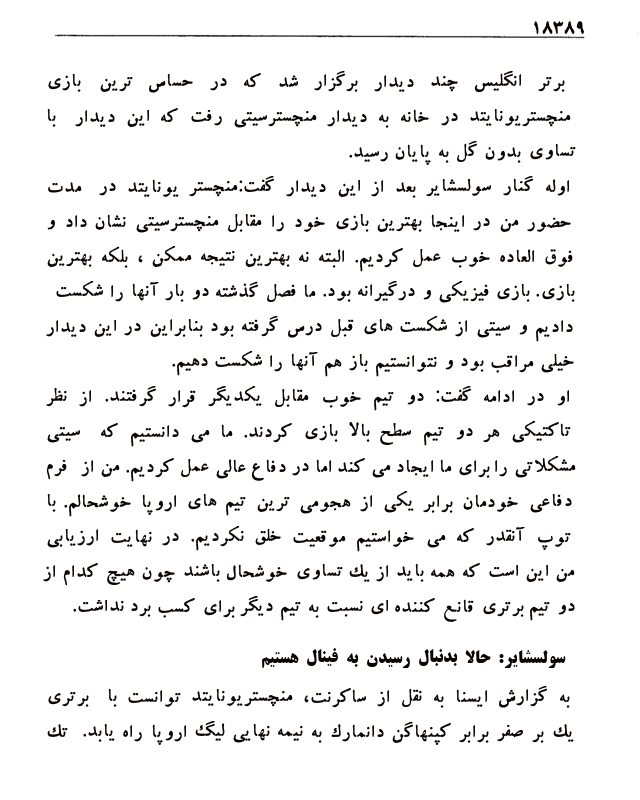 ۱۸۳۸۹
برتر انگلیس چند دیدار برگزار شد که در حساس ترین بازی
منچستریونایتد در خانه به دیدار منچسترسیتی رفت که این دیدار با
تساوی بدون گل به پایان رسید.
اوله گنار سولسشایر بعد از این دیدار گفت:منچستر یونایتد در مدت
حضور من در اینجا بهترین بازی خود را مقابل منچسترسیتی نشان داد و
فوق العاده خوب عمل کردیم. البته نه بهترین نتیجه ممکن ، بلکه بهترین
بازی. بازی فیزیکی و درگیرانه بود. ما فصل گذشته دو بار آنها را شکست
دادیم و سیتی از شکست های قبل درس گرفته بود بنابراین در این دیدار
خیلی مراقب بود و نتوانستیم باز هم آنها را شکست دهیم.
او در ادامه گفت: دو تیم خوب مقابل یکدیگر قرار گرفتند. از نظر
تاکتیکی هر دو تیم سطح بالا بازی کردند. ما می دانستیم که سیتی
مشکلاتی را برای ما ایجاد می کند اما در دفاع عالی عمل کردیم. من از فرم
دفاعی خودمان برابر یکی از هجومی ترین تیم های اروپا خوشحالم. با
توپ آنقدر که می خواستیم موقعیت خلق نکردیم. در نهایت ارزیابی
من این است که همه باید از یك تساوی خوشحال باشند چون هیچ کدام از
دو تیم برتری قانع کننده ای نسبت به تیم دیگر برای کسب برد نداشت.
سولسشایر: حالا بدنبال رسیدن به فینال هستیم
به گزارش ایسنا به نقل از ساکرنت، منچستریونایتد توانست با برتری
یك بر صفر برابر کپنهاگن دانمارك به نیمه نهایی لیگ اروپا راه یابد. تك